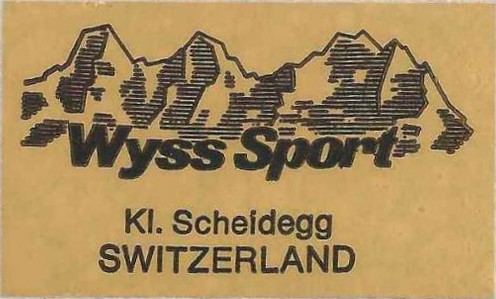 Wyss Sport
Kl. Scheidegg
SWITZERLAND